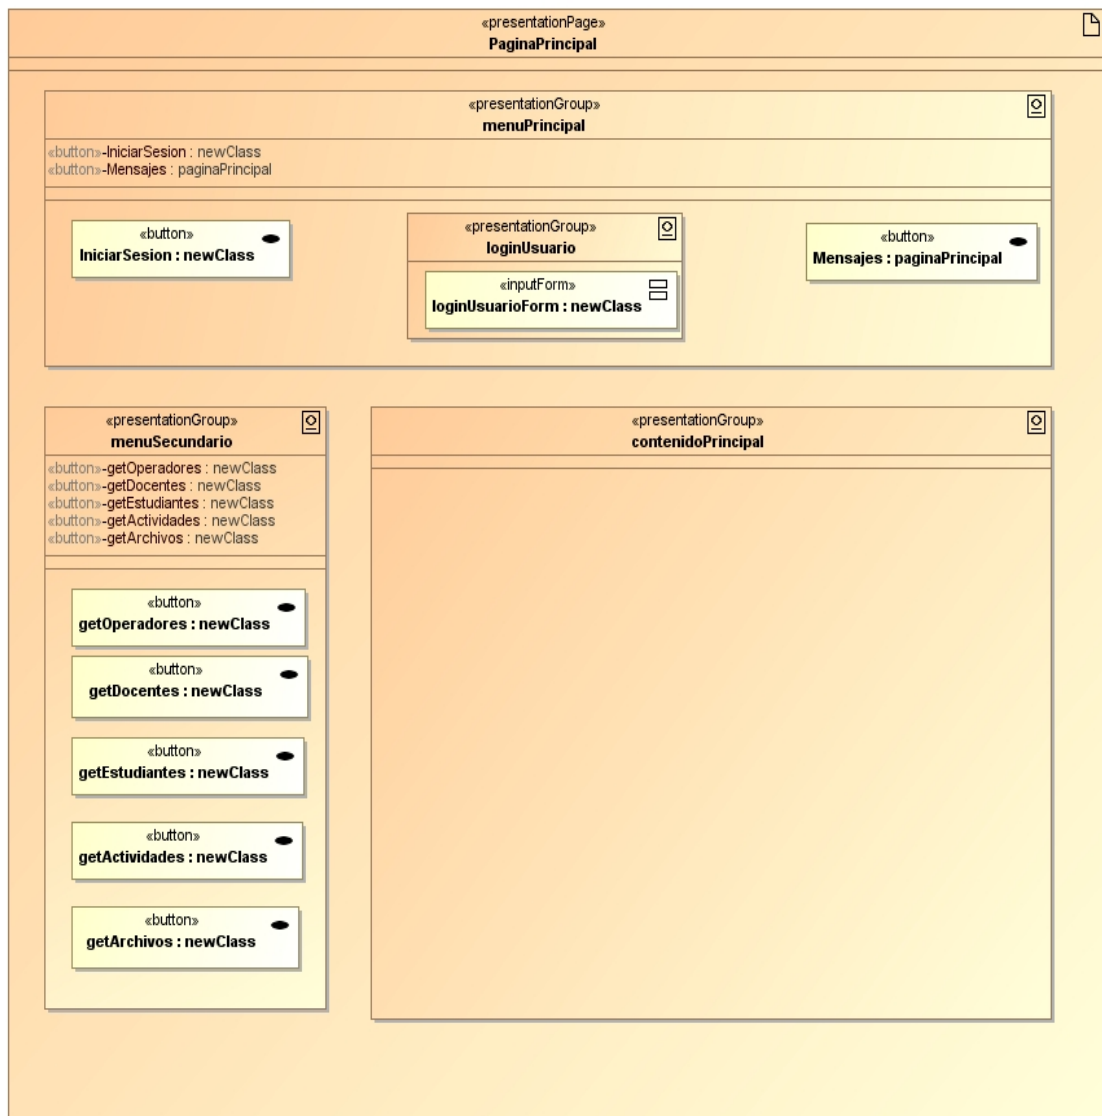 «presentationPage»
PaginaPrincipal
«presentationGroup»
menuPrincipal
«button»-IniciarSesion : newClass
«button»-Mensajes : paginaPrincipal
«button»
IniciarSesion : newClass
«presentationGroup»
loginUsuario
«inputForm»
loginUsuarioForm : newClass
«button»
Mensajes : paginaPrincipal
«presentationGroup»
menuSecundario
«button»-getOperadores : newClass
«button»-getDocentes : newClass
«button»-getEstudiantes : newClass
«button»-getActividades : newClass
«button»-getArchivos : newClass
«button»
getOperadores : newClass
«button»
getDocentes : newClass
«button»
getEstudiantes : newClass
«button»
getActividades : newClass
«button»
getArchivos : newClass
«presentationGroup»
contenidoPrincipal